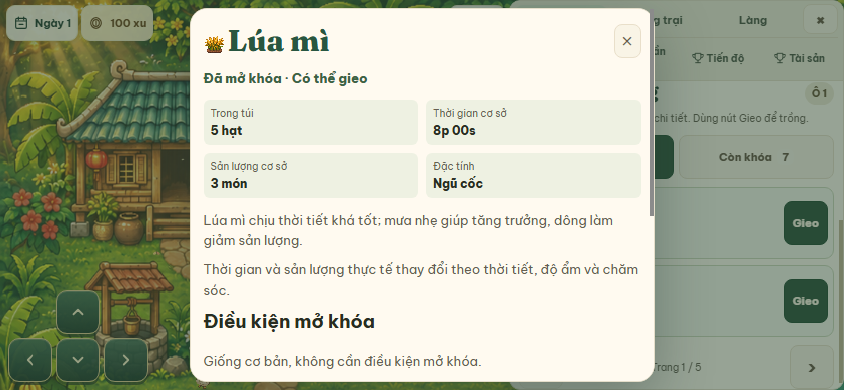 Ngày 1
100 xu
Lúa mì
Đã mở khóa · Có thể gieo
Trong túi
5 hạt
Thời gian cơ sở
8p 00s
Sản lượng cơ sở
3 món
Đặc tính
Ngũ cốc
Lúa mì chịu thời tiết khá tốt; mưa nhẹ giúp tăng trưởng, dông làm
giảm sản lượng.
Thời gian và sản lượng thực tế thay đổi theo thời tiết, độ ẩm và chăm
sóc.
Điều kiện mở khóa
Giống cơ bản, không cần điều kiện mở khóa.
trại
Làng
Tiến độ
Tài sản
Ô 1
chi tiết. Dùng nút Gieo để trồng.
Còn khóa 7
Gieo
Gieo
Trang 1 / 5